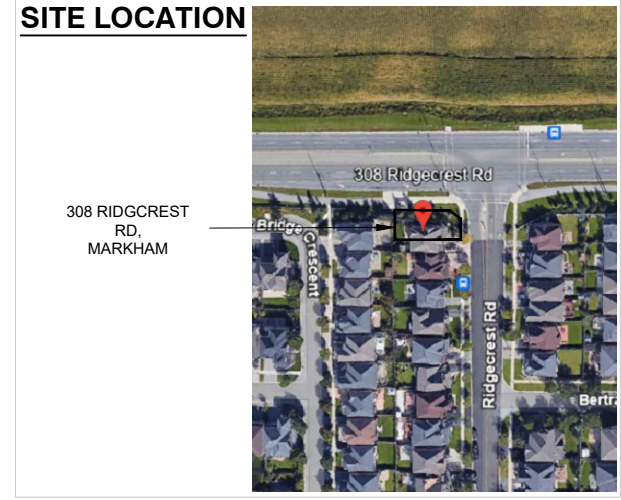 SITE LOCATION
308 Ridgecrest Rd
308 RIDGCREST
RD,
MARKHAM
Bridge Crescent
Ridgecrest Rd
Bertra